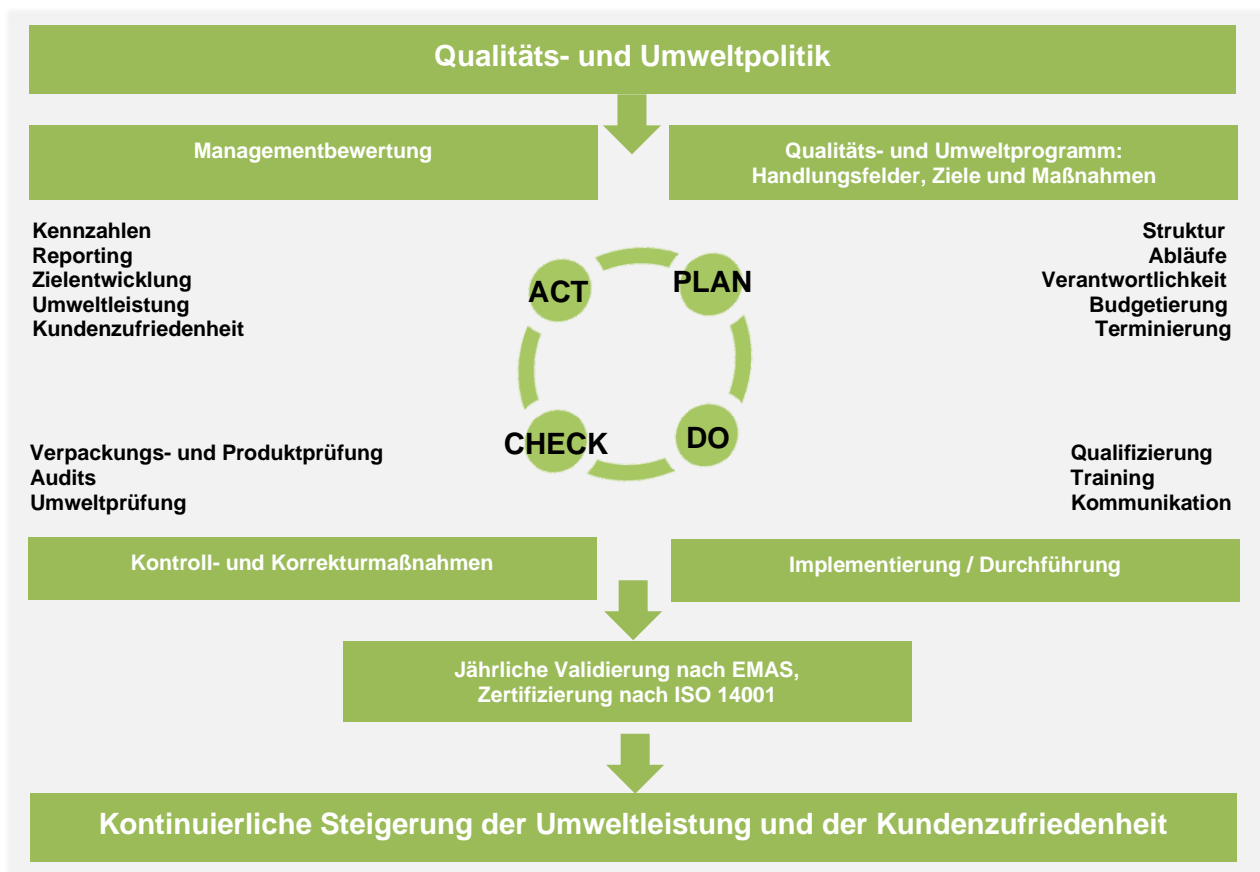 Qualitäts- und Umweltpolitik
Managementbewertung
Qualitäts- und Umweltprogramm:
Handlungsfelder, Ziele und Maßnahmen
Kennzahlen
Reporting
Zielentwicklung
Umweltleistung
Kundenzufriedenheit
Struktur
Abläufe
Verantwortlichkeit
Budgetierung
Terminierung
ACT
PLAN
CHECK
DO
Verpackungs- und Produktprüfung
Audits
Umweltprüfung
Qualifizierung
Training
Kommunikation
Kontroll- und Korrekturmaßnahmen
Implementierung / Durchführung
Jährliche Validierung nach EMAS,
Zertifizierung nach ISO 14001
Kontinuierliche Steigerung der Umweltleistung und der Kundenzufriedenheit